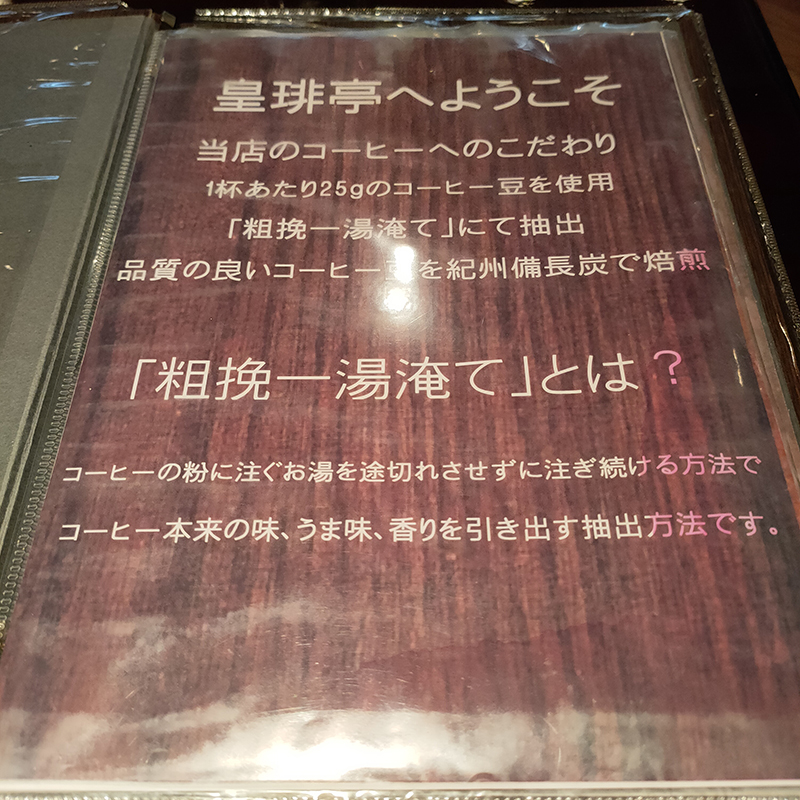 皇琲亭へようこそ
当店のコーヒーへのこだわり
1杯あたり25gのコーヒー豆を使用
「粗挽一湯淹て」にて抽出
品質の良いコーヒー豆を紀州備長炭で焙煎
「粗挽一湯淹て」とは？
コーヒーの粉に注ぐお湯を途切れさせずに注ぎ続ける方法で
コーヒー本来の味、うま味、香りを引き出す抽出方法です。